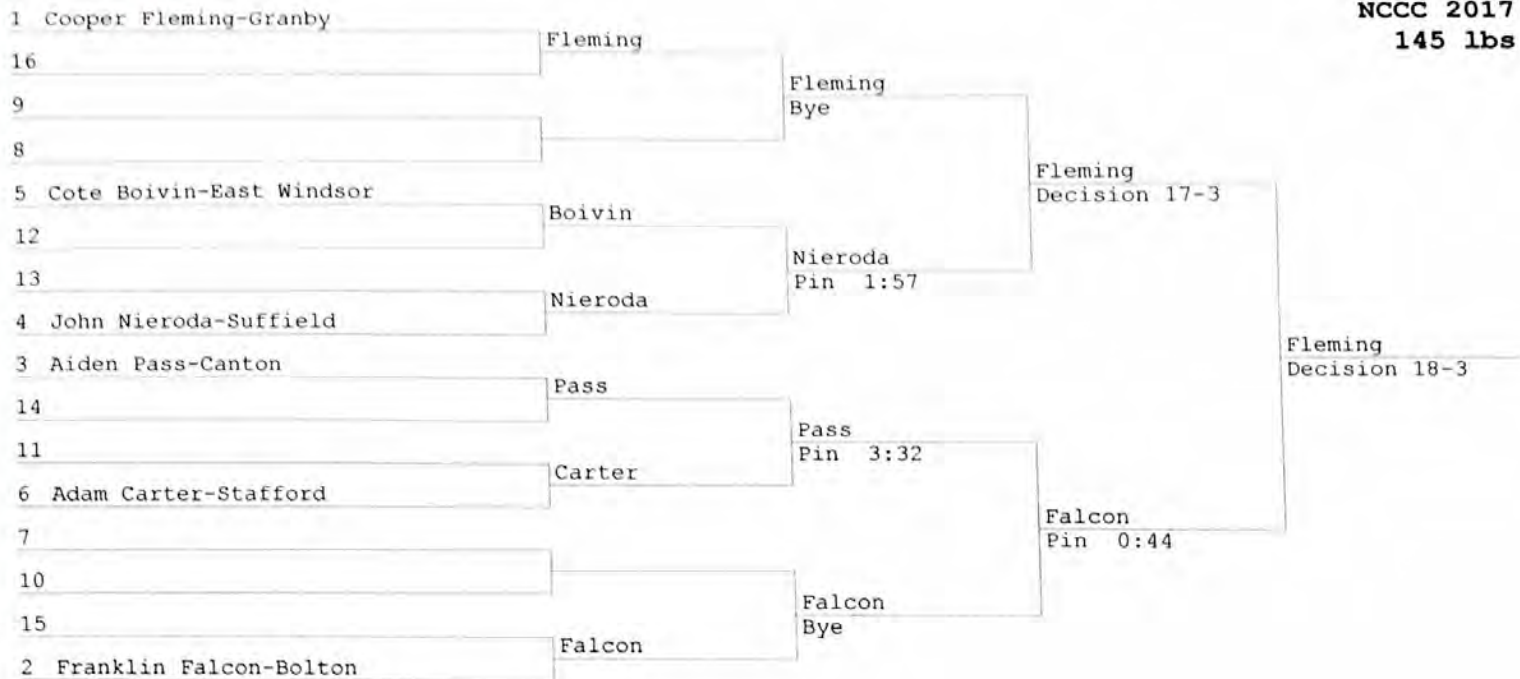 NCCC 2017
145 lbs
1 Cooper Fleming-Granby
16
9
8
5 Cote Boivin-East Windsor
12
13
4 John Nieroda-Suffield
3 Aiden Pass-Canton
14
11
6 Adam Carter-Stafford
7
10
15
2 Franklin Falcon-Bolton
Fleming
Boivin
Nieroda
Pass
Carter
Falcon
Fleming
Bye
Nieroda
Pin 1:57
Pass
Pin 3:32
Falcon
Bye
Fleming
Decision 17-3
Falcon
Pin 0:44
Fleming
Decision 18-3